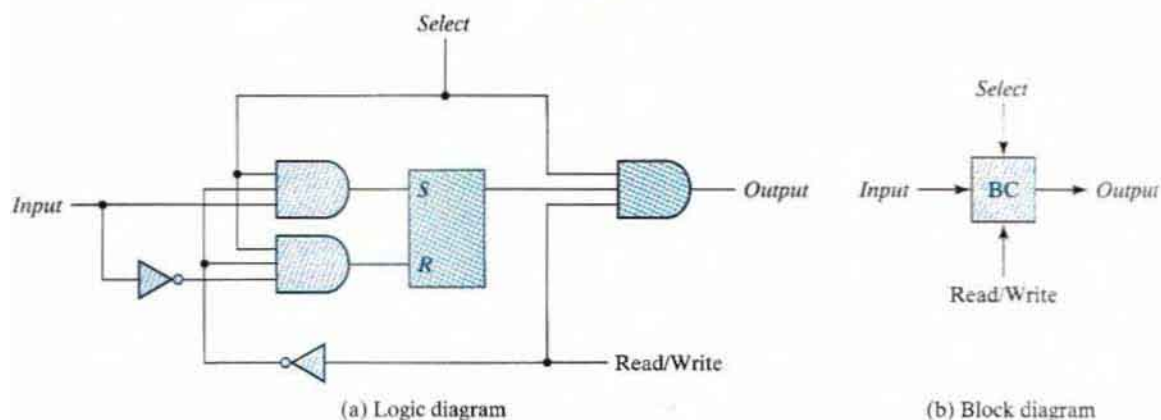 Select
Input
S
R
Output
Read/Write
(a) Logic diagram
Select
Input
BC
Output
Read/Write
(b) Block diagram